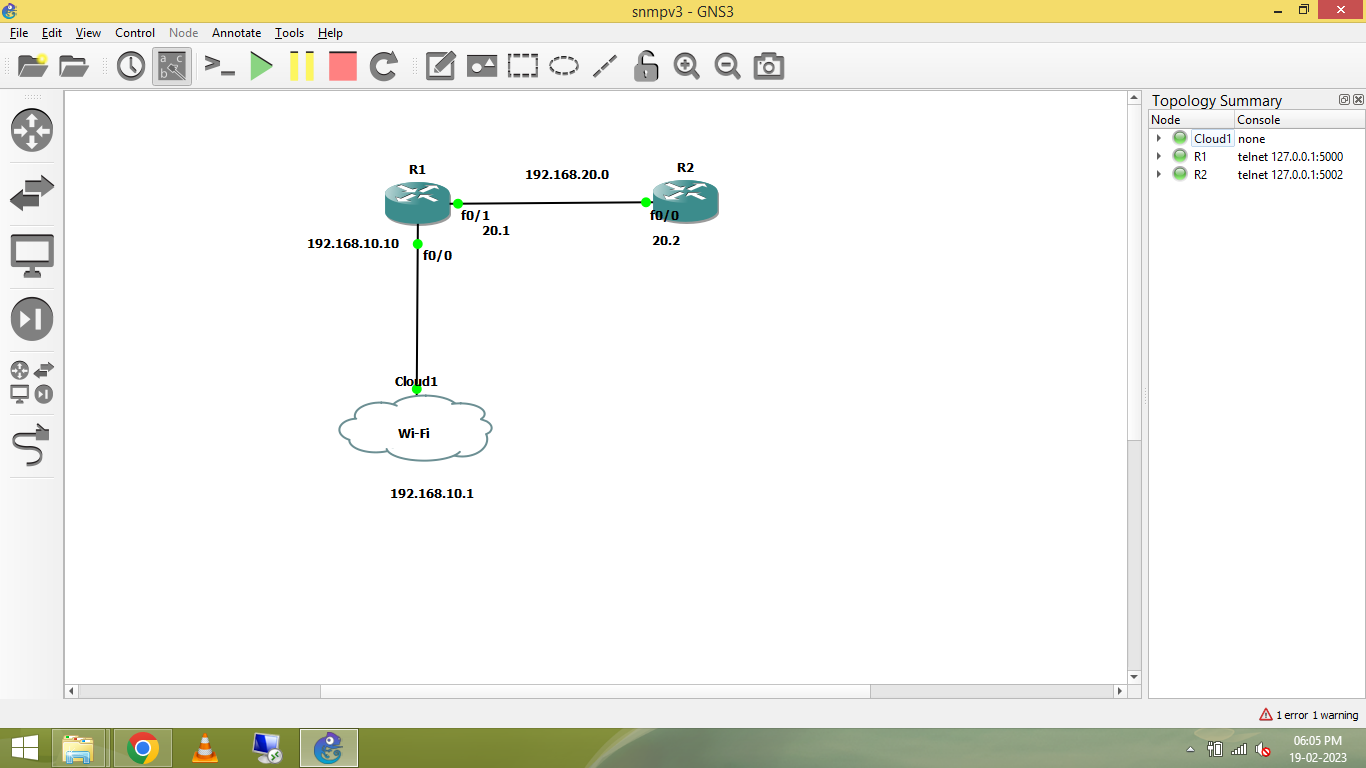 snmpv3 - GNS3
File Edit View Control Node Annotate Tools Help
Topology Summary
Node Console
Cloud1 none
R1 telnet 127.0.0.1:5000
R2 telnet 127.0.0.1:5002
R1
192.168.20.0
R2
f0/1
f0/0
20.1
20.2
192.168.10.10
f0/0
Cloud1
Wi-Fi
192.168.10.1
1 error 1 warning
06:05 PM
19-02-2023